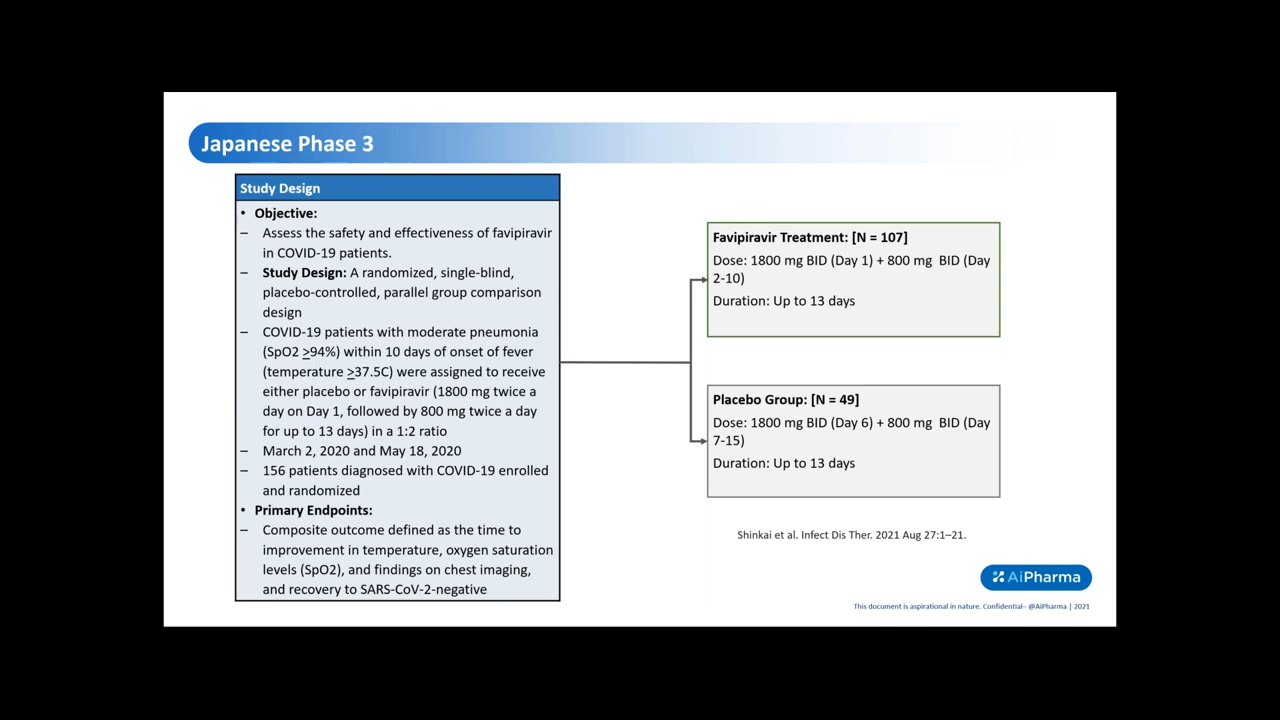 Japanese Phase 3
Study Design
• Objective:
– Assess the safety and effectiveness of favipiravir
in COVID-19 patients.
– Study Design: A randomized, single-blind,
placebo-controlled, parallel group comparison
design
– COVID-19 patients with moderate pneumonia
(SpO2 ≥94%) within 10 days of onset of fever
(temperature ≥37.5C) were assigned to receive
either placebo or favipiravir (1800 mg twice a
day on Day 1, followed by 800 mg twice a day
for up to 13 days) in a 1:2 ratio
– March 2, 2020 and May 18, 2020
– 156 patients diagnosed with COVID-19 enrolled
and randomized
• Primary Endpoints:
– Composite outcome defined as the time to
improvement in temperature, oxygen saturation
levels (SpO2), and findings on chest imaging,
and recovery to SARS-CoV-2-negative
Favipiravir Treatment: [N = 107]
Dose: 1800 mg BID (Day 1) + 800 mg BID (Day
2-10)
Duration: Up to 13 days
Placebo Group: [N = 49]
Dose: 1800 mg BID (Day 6) + 800 mg BID (Day
7-15)
Duration: Up to 13 days
Shinkai et al. Infect Dis Ther. 2021 Aug 27:1–21.
AiPharma
This document is aspirational in nature. Confidential– @AiPharma | 2021